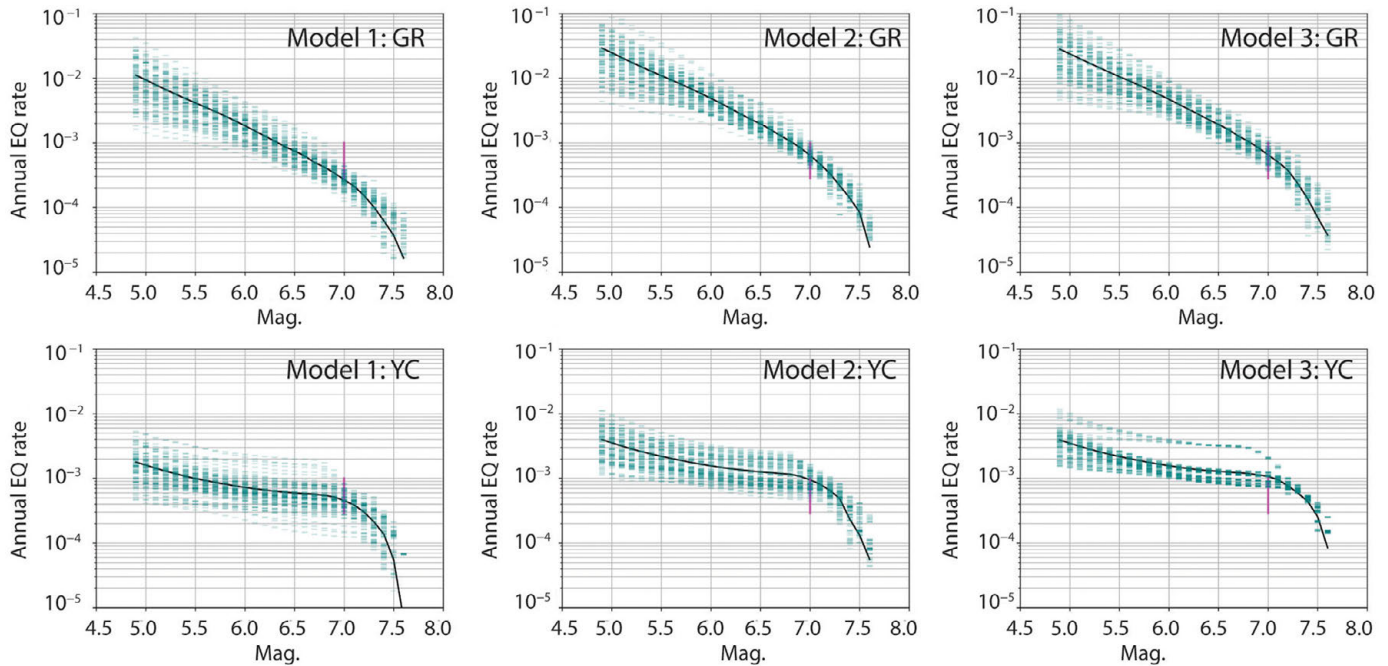 Model 1: GR
Annual EQ rate
10⁻¹
10⁻²
10⁻³
10⁻⁴
10⁻⁵
4.5 5.0 5.5 6.0 6.5 7.0 7.5 8.0
Mag.
Model 2: GR
Annual EQ rate
10⁻¹
10⁻²
10⁻³
10⁻⁴
10⁻⁵
4.5 5.0 5.5 6.0 6.5 7.0 7.5 8.0
Mag.
Model 3: GR
Annual EQ rate
10⁻¹
10⁻²
10⁻³
10⁻⁴
10⁻⁵
4.5 5.0 5.5 6.0 6.5 7.0 7.5 8.0
Mag.
Model 1: YC
Annual EQ rate
10⁻¹
10⁻²
10⁻³
10⁻⁴
10⁻⁵
4.5 5.0 5.5 6.0 6.5 7.0 7.5 8.0
Mag.
Model 2: YC
Annual EQ rate
10⁻¹
10⁻²
10⁻³
10⁻⁴
10⁻⁵
4.5 5.0 5.5 6.0 6.5 7.0 7.5 8.0
Mag.
Model 3: YC
Annual EQ rate
10⁻¹
10⁻²
10⁻³
10⁻⁴
10⁻⁵
4.5 5.0 5.5 6.0 6.5 7.0 7.5 8.0
Mag.